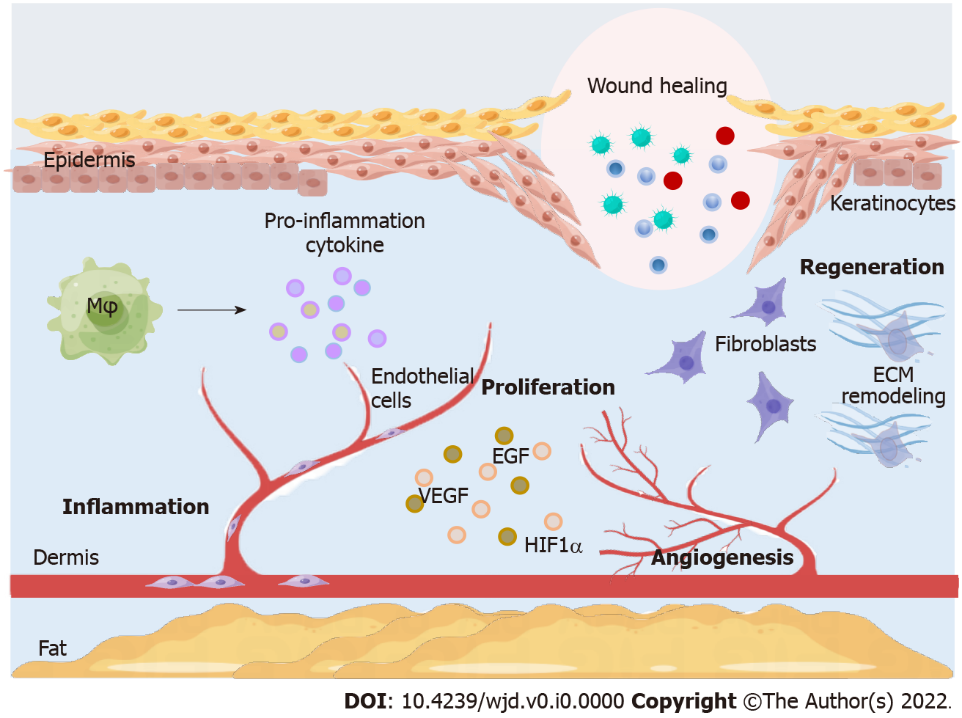 Wound healing
Epidermis
Keratinocytes
Pro-inflammation
cytokine
Regeneration
Mφ
Fibroblasts
Endothelial
cells
Proliferation
ECM
remodeling
EGF
VEGF
Inflammation
HIF1α
Dermis
Angiogenesis
Fat
DOI: 10.4239/wjd.v0.i0.0000 Copyright ©The Author(s) 2022.